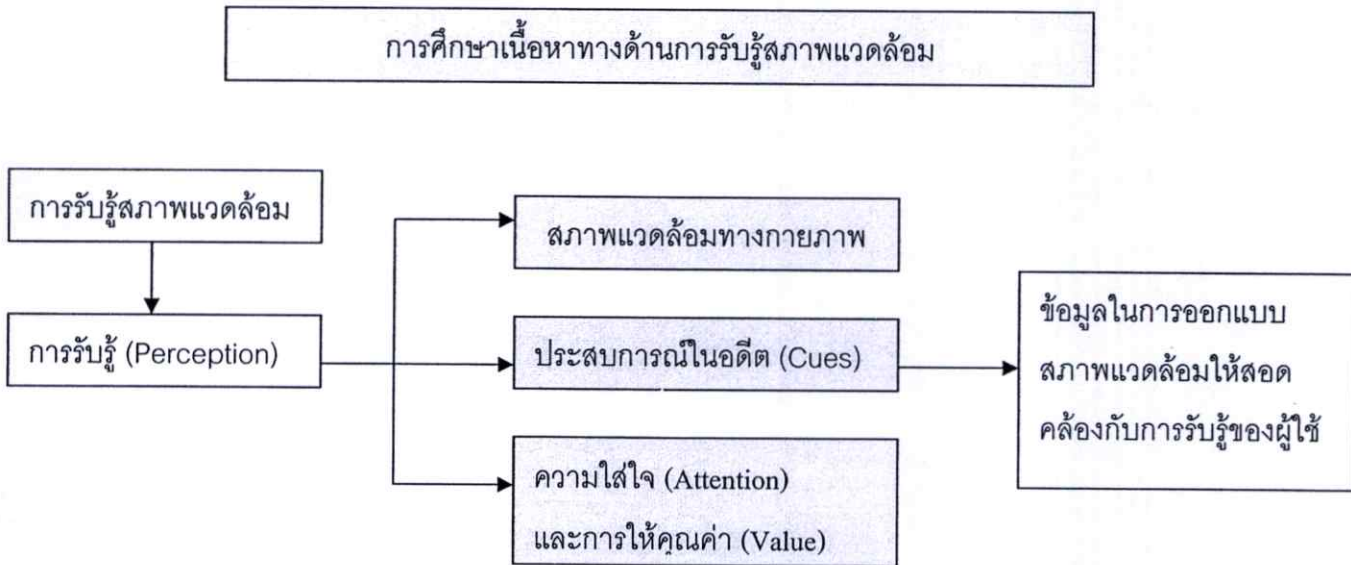 การศึกษาเนื้อหาทางด้านการรับรู้สภาพแวดล้อม
การรับรู้สภาพแวดล้อม
การรับรู้ (Perception)
สภาพแวดล้อมทางกายภาพ
ประสบการณ์ในอดีต (Cues)
ความใส่ใจ (Attention)
และการให้คุณค่า (Value)
ข้อมูลในการออกแบบ
สภาพแวดล้อมให้สอด
คล้องกับการรับรู้ของผู้ใช้